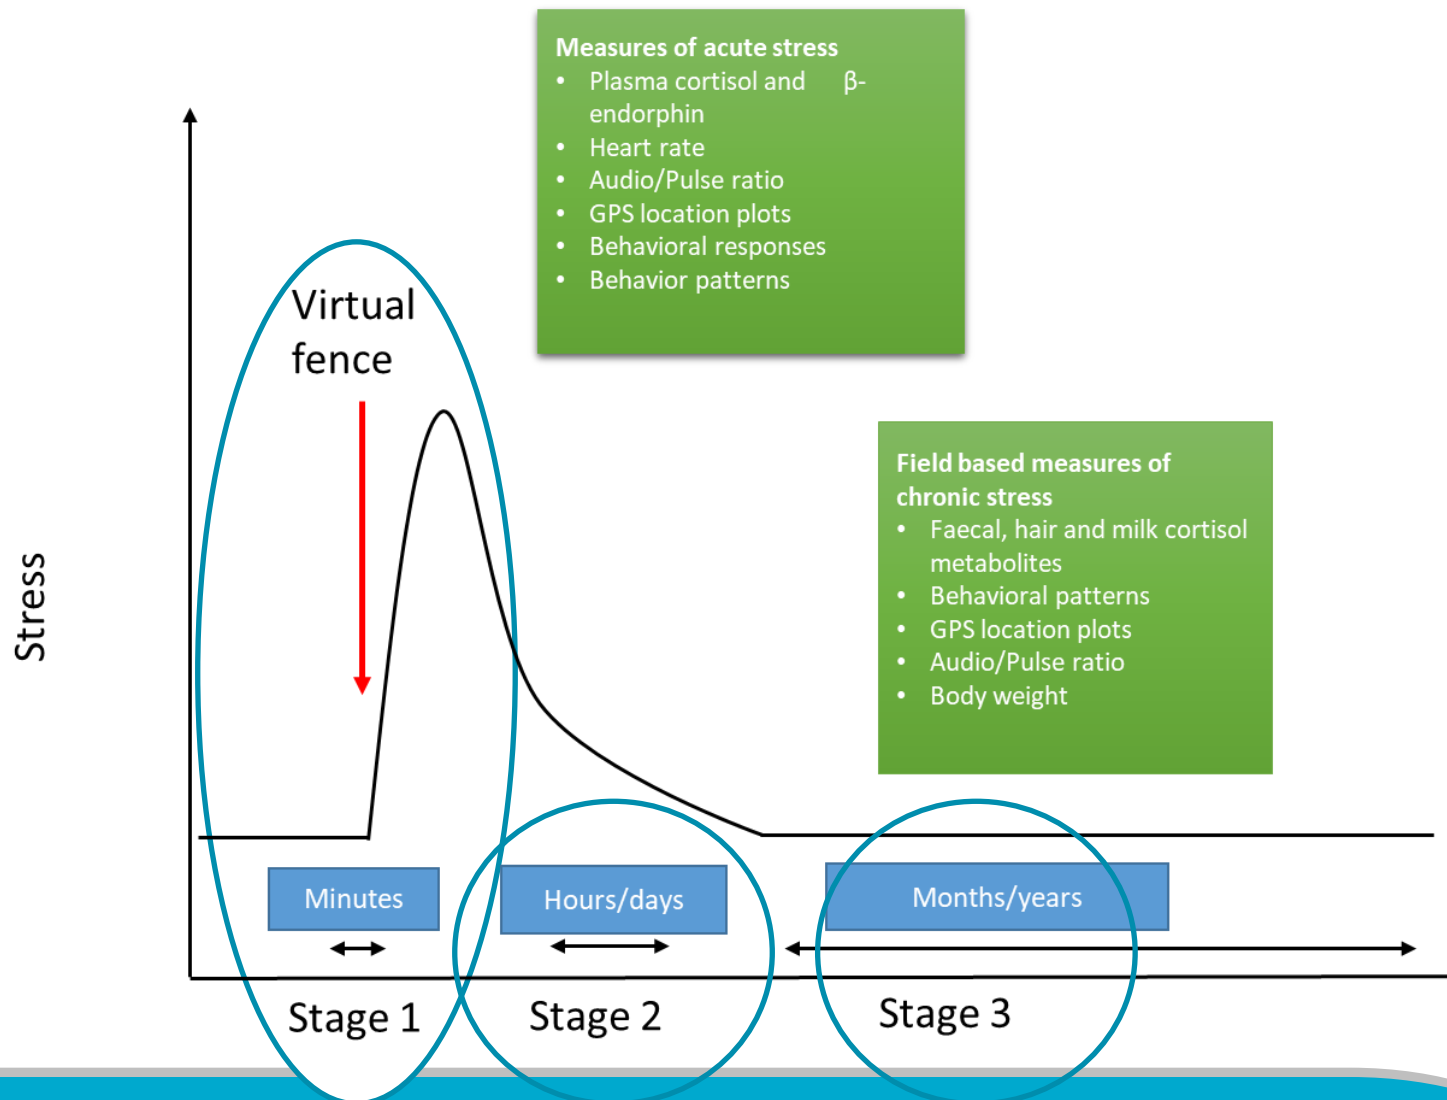 Measures of acute stress
• Plasma cortisol and β-
endorphin
• Heart rate
• Audio/Pulse ratio
• GPS location plots
• Behavioral responses
• Behavior patterns
Virtual
fence
Field based measures of
chronic stress
• Faecal, hair and milk cortisol
metabolites
• Behavioral patterns
• GPS location plots
• Audio/Pulse ratio
• Body weight
Stress
Minutes
Hours/days
Months/years
Stage 1
Stage 2
Stage 3